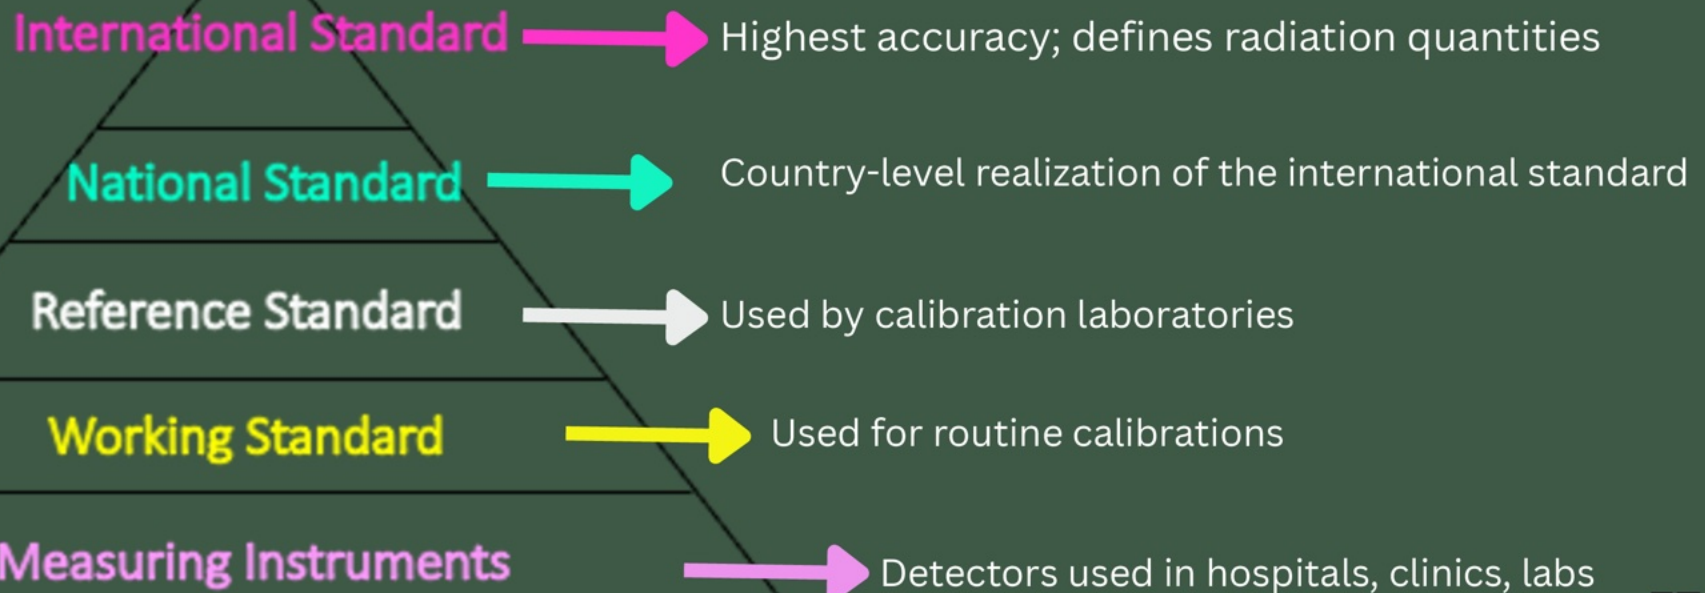 International Standard
Highest accuracy; defines radiation quantities
National Standard
Country-level realization of the international standard
Reference Standard
Used by calibration laboratories
Working Standard
Used for routine calibrations
Measuring Instruments
Detectors used in hospitals, clinics, labs